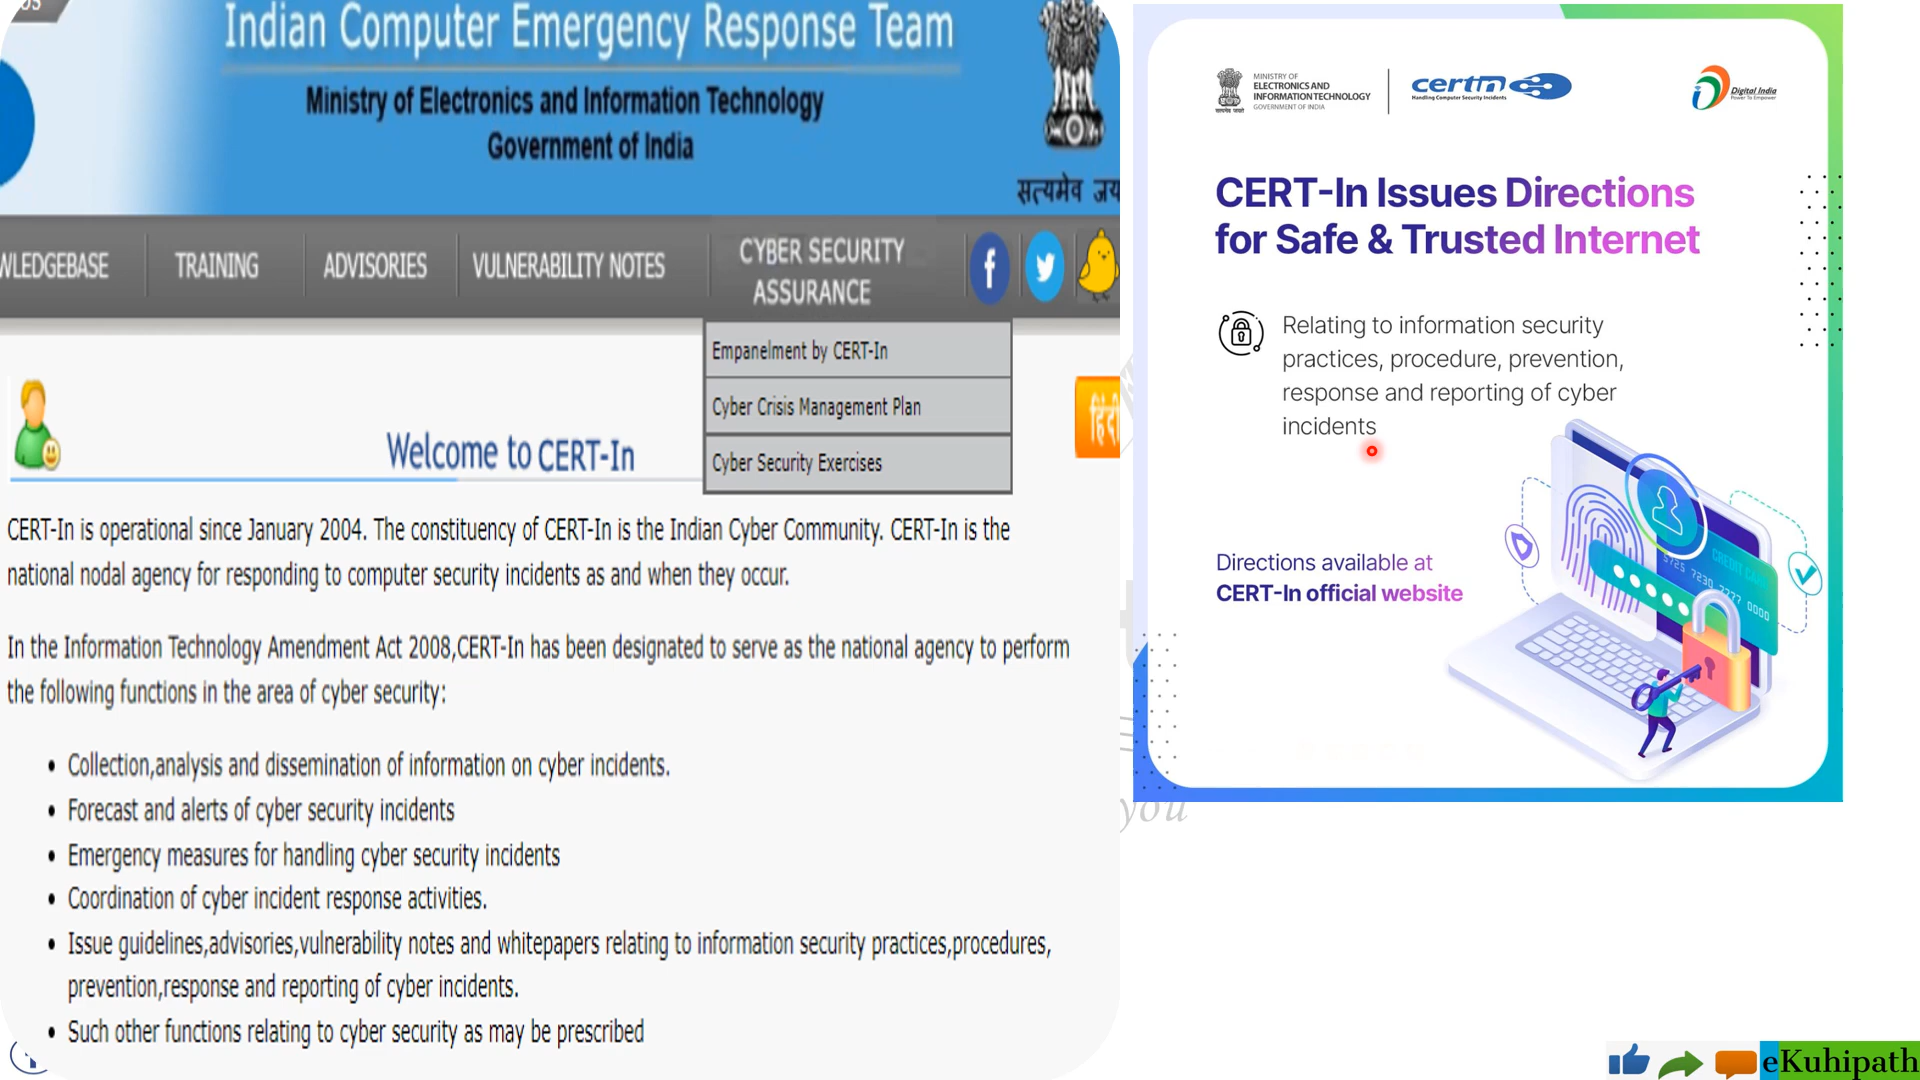 Indian Computer Emergency Response Team
Ministry of Electronics and Information Technology
Government of India
सत्यमेव जय
WLEDGEBASE
TRAINING
ADVISORIES
VULNERABILITY NOTES
CYBER SECURITY
ASSURANCE
Empanelment by CERT-In
Cyber Crisis Management Plan
Cyber Security Exercises
हिंदी
Welcome to CERT-In
CERT-In is operational since January 2004. The constituency of CERT-In is the Indian Cyber Community. CERT-In is the
national nodal agency for responding to computer security incidents as and when they occur.
In the Information Technology Amendment Act 2008,CERT-In has been designated to serve as the national agency to perform
the following functions in the area of cyber security:
• Collection,analysis and dissemination of information on cyber incidents.
• Forecast and alerts of cyber security incidents
• Emergency measures for handling cyber security incidents
• Coordination of cyber incident response activities.
• Issue guidelines,advisories,vulnerability notes and whitepapers relating to information security practices,procedures,
prevention,response and reporting of cyber incidents.
• Such other functions relating to cyber security as may be prescribed
MINISTRY OF
ELECTRONICS AND
INFORMATION TECHNOLOGY
GOVERNMENT OF INDIA
certin
Handling Computer Security Incidents
Digital India
Power To Empower
CERT-In Issues Directions
for Safe & Trusted Internet
Relating to information security
practices, procedure, prevention,
response and reporting of cyber
incidents
Directions available at
CERT-In official website
CREDIT CARD
5725 7230 7277 0000
you
eKuhipath